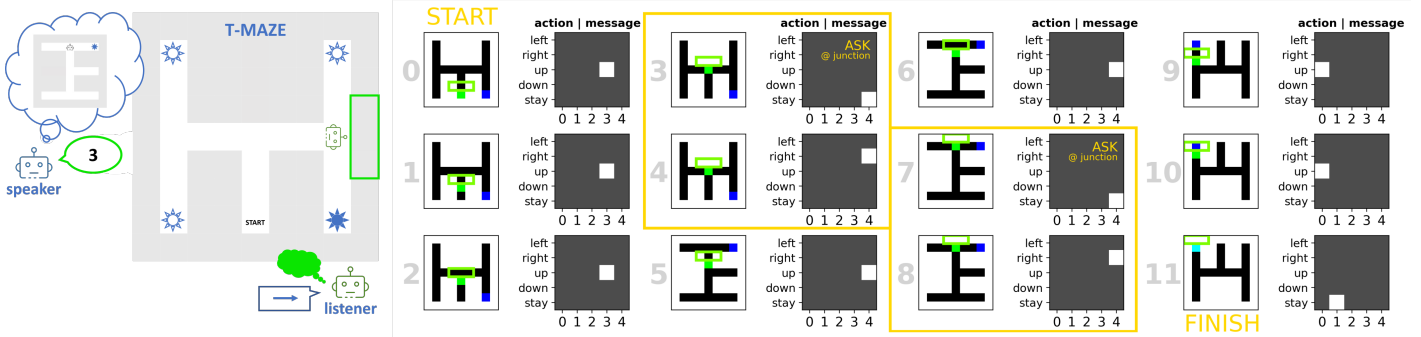 T-MAZE
3
speaker
START
listener
START
0
action | message
left
right
up
down
stay
0 1 2 3 4
1
left
right
up
down
stay
0 1 2 3 4
2
left
right
up
down
stay
0 1 2 3 4
3
action | message
left
right
up
down
stay
ASK
@ junction
0 1 2 3 4
4
left
right
up
down
stay
0 1 2 3 4
5
left
right
up
down
stay
0 1 2 3 4
6
action | message
left
right
up
down
stay
0 1 2 3 4
7
left
right
up
down
stay
ASK
@ junction
0 1 2 3 4
8
left
right
up
down
stay
0 1 2 3 4
9
action | message
left
right
up
down
stay
0 1 2 3 4
10
left
right
up
down
stay
0 1 2 3 4
11
left
right
up
down
stay
0 1 2 3 4
FINISH